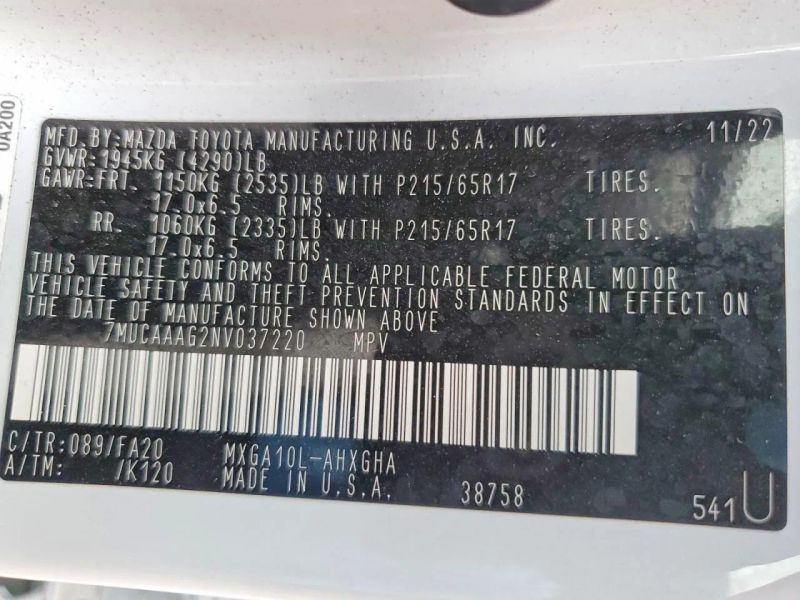 0A200
MFD.BY:MAZDA TOYOTA MANUFACTURING U.S.A. INC. 11/22
GVWR:1945KG (4290)LB
GAWR:FRT. 1150KG (2535)LB WITH P215/65R17 TIRES.
17.0x6.5 RIMS.
RR. 1060KG (2335)LB WITH P215/65R17 TIRES.
17.0x6.5 RIMS.
THIS VEHICLE CONFORMS TO ALL APPLICABLE FEDERAL MOTOR
VEHICLE SAFETY AND THEFT PREVENTION STANDARDS IN EFFECT ON
THE DATE OF MANUFACTURE SHOWN ABOVE
7MUCAAAG2NV037220 MPV
C/TR:089/FA20 MXGA10L-AHXGHA
A/TM: /K120 MADE IN U.S.A. 38758 541U